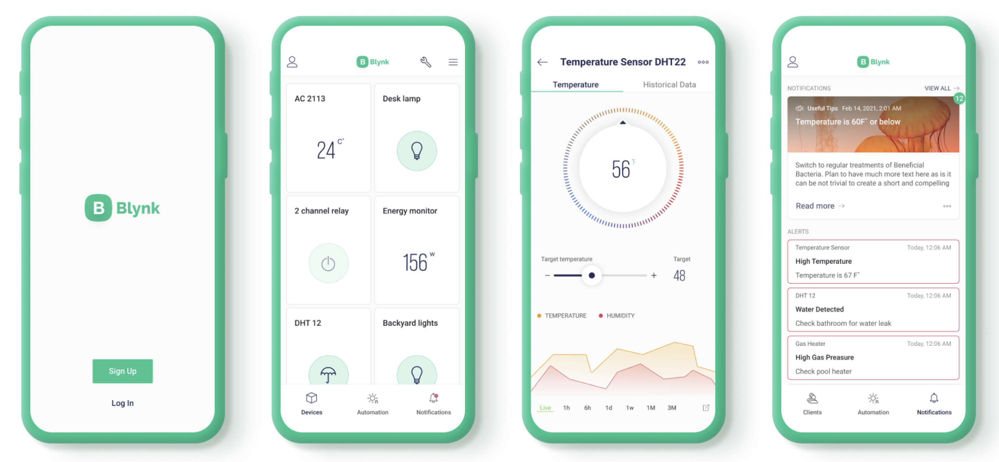 B Blynk
Sign Up
Log In
B Blynk
AC 2113
Desk lamp
24 C°
2 channel relay
Energy monitor
156 W
DHT 12
Backyard lights
Devices
Automation
Notifications
Temperature Sensor DHT22
Temperature
Historical Data
56 °F
Target temperature
Target
− +
48
TEMPERATURE
HUMIDITY
Live 1h 6h 1d 1w 1M 3M
B Blynk
NOTIFICATIONS
VIEW ALL →
12
Useful Tips Feb 14, 2021, 2:01 AM
Temperature is 60F° or below
Switch to regular treatments of Beneficial
Bacteria. Plan to have much more text here as is it
can be not trivial to create a short and compelling
Read more →
ALERTS
Temperature Sensor
Today, 12:06 AM
High Temperature
Temperature is 67 F°
DHT 12
Today, 12:06 AM
Water Detected
Check bathroom for water leak
Gas Heater
Today, 12:06 AM
High Gas Preasure
Check pool heater
Clients
Automation
Notifications